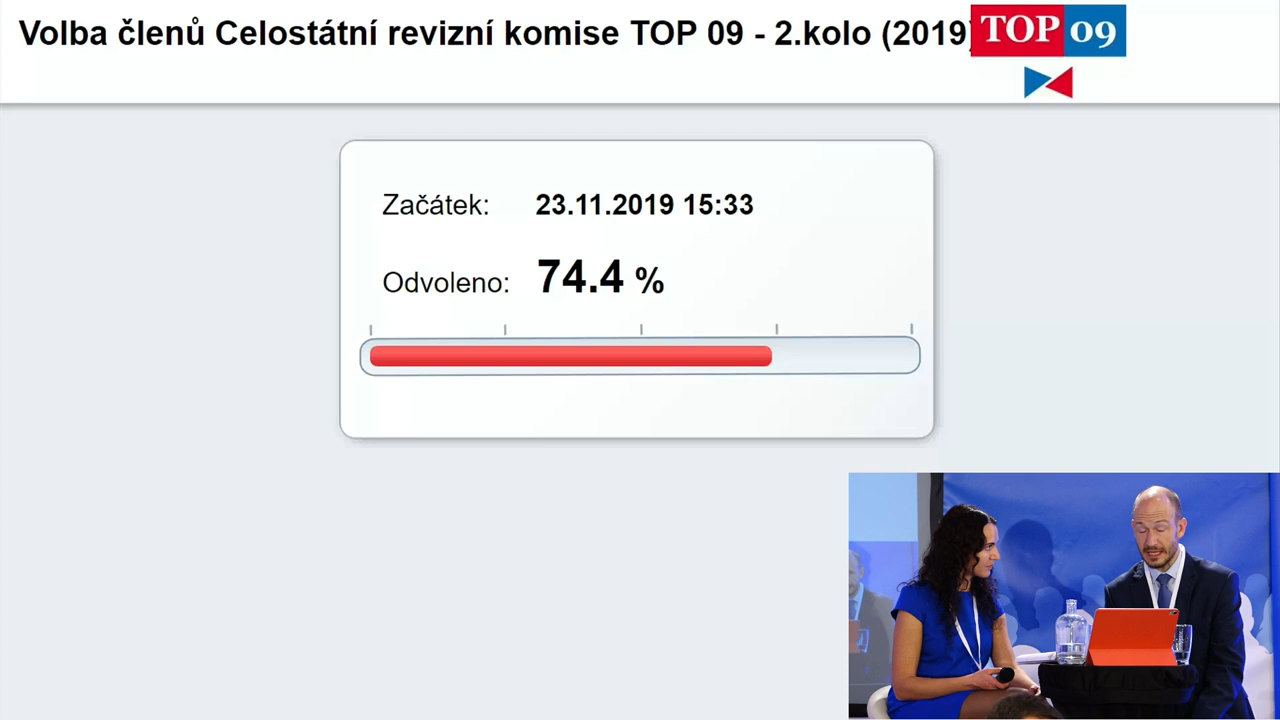 Volba členů Celostátní revizní komise TOP 09 - 2.kolo (2019)
TOP 09
Začátek: 23.11.2019 15:33
Odvoleno: 74.4 %